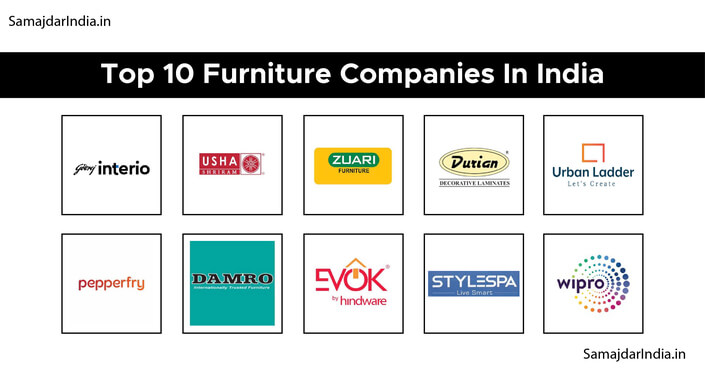 SamajdarIndia.in
Top 10 Furniture Companies In India
Godrej interio
USHA
SHRIRAM
ZUARI
FURNITURE
Durian
DECORATIVE LAMINATES
Urban Ladder
Let's Create
pepperfry
DAMRO
Internationally Trusted Furniture
EVOK
by hindware
STYLESPA
Live Smart
wipro
SamajdarIndia.in